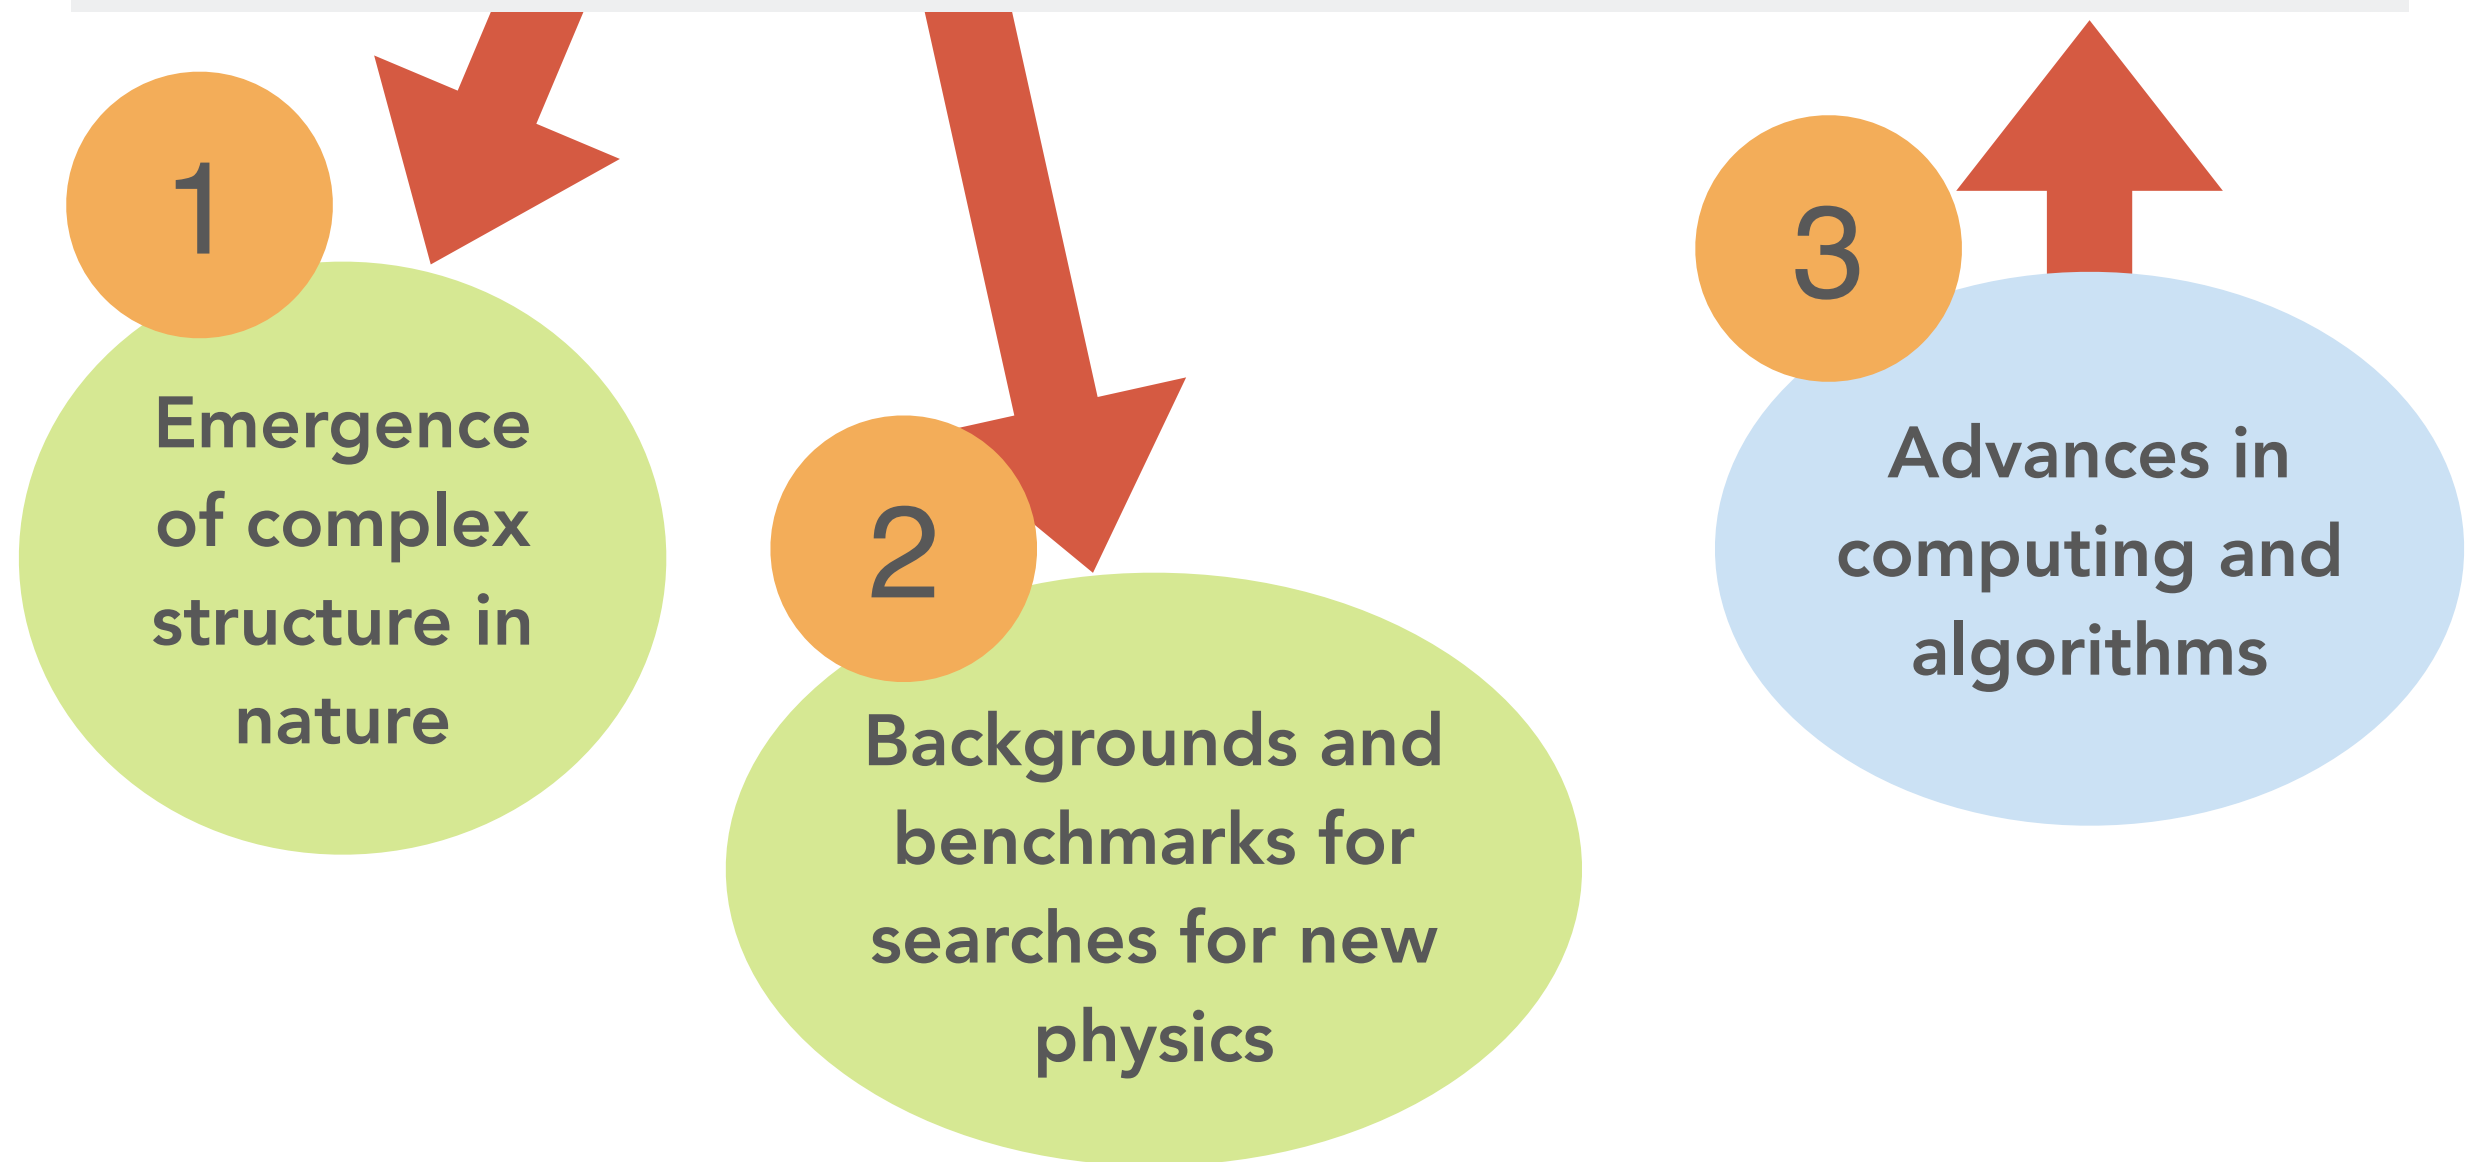 1
Emergence
of complex
structure in
nature
2
Backgrounds and
benchmarks for
searches for new
physics
3
Advances in
computing and
algorithms